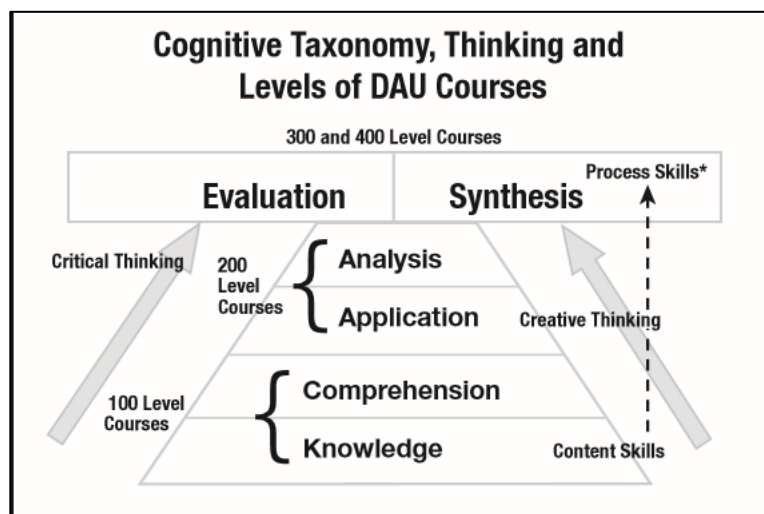 Cognitive Taxonomy, Thinking and
Levels of DAU Courses
300 and 400 Level Courses
Process Skills*
Evaluation
Synthesis
Critical Thinking
200
Level
Courses
Analysis
Application
Creative Thinking
100 Level
Courses
Comprehension
Knowledge
Content Skills